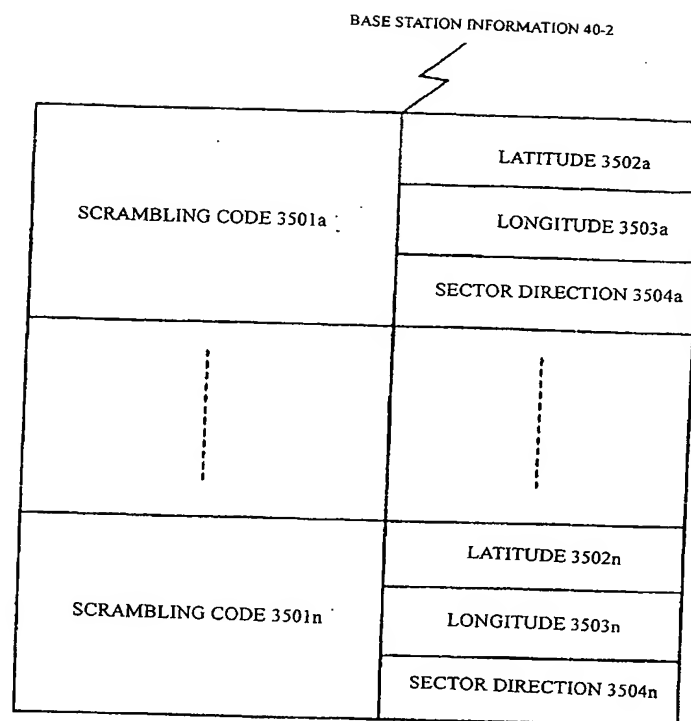 BASE STATION INFORMATION 40-2
SCRAMBLING CODE 3501a
LATITUDE 3502a
LONGITUDE 3503a
SECTOR DIRECTION 3504a
SCRAMBLING CODE 3501n
LATITUDE 3502n
LONGITUDE 3503n
SECTOR DIRECTION 3504n